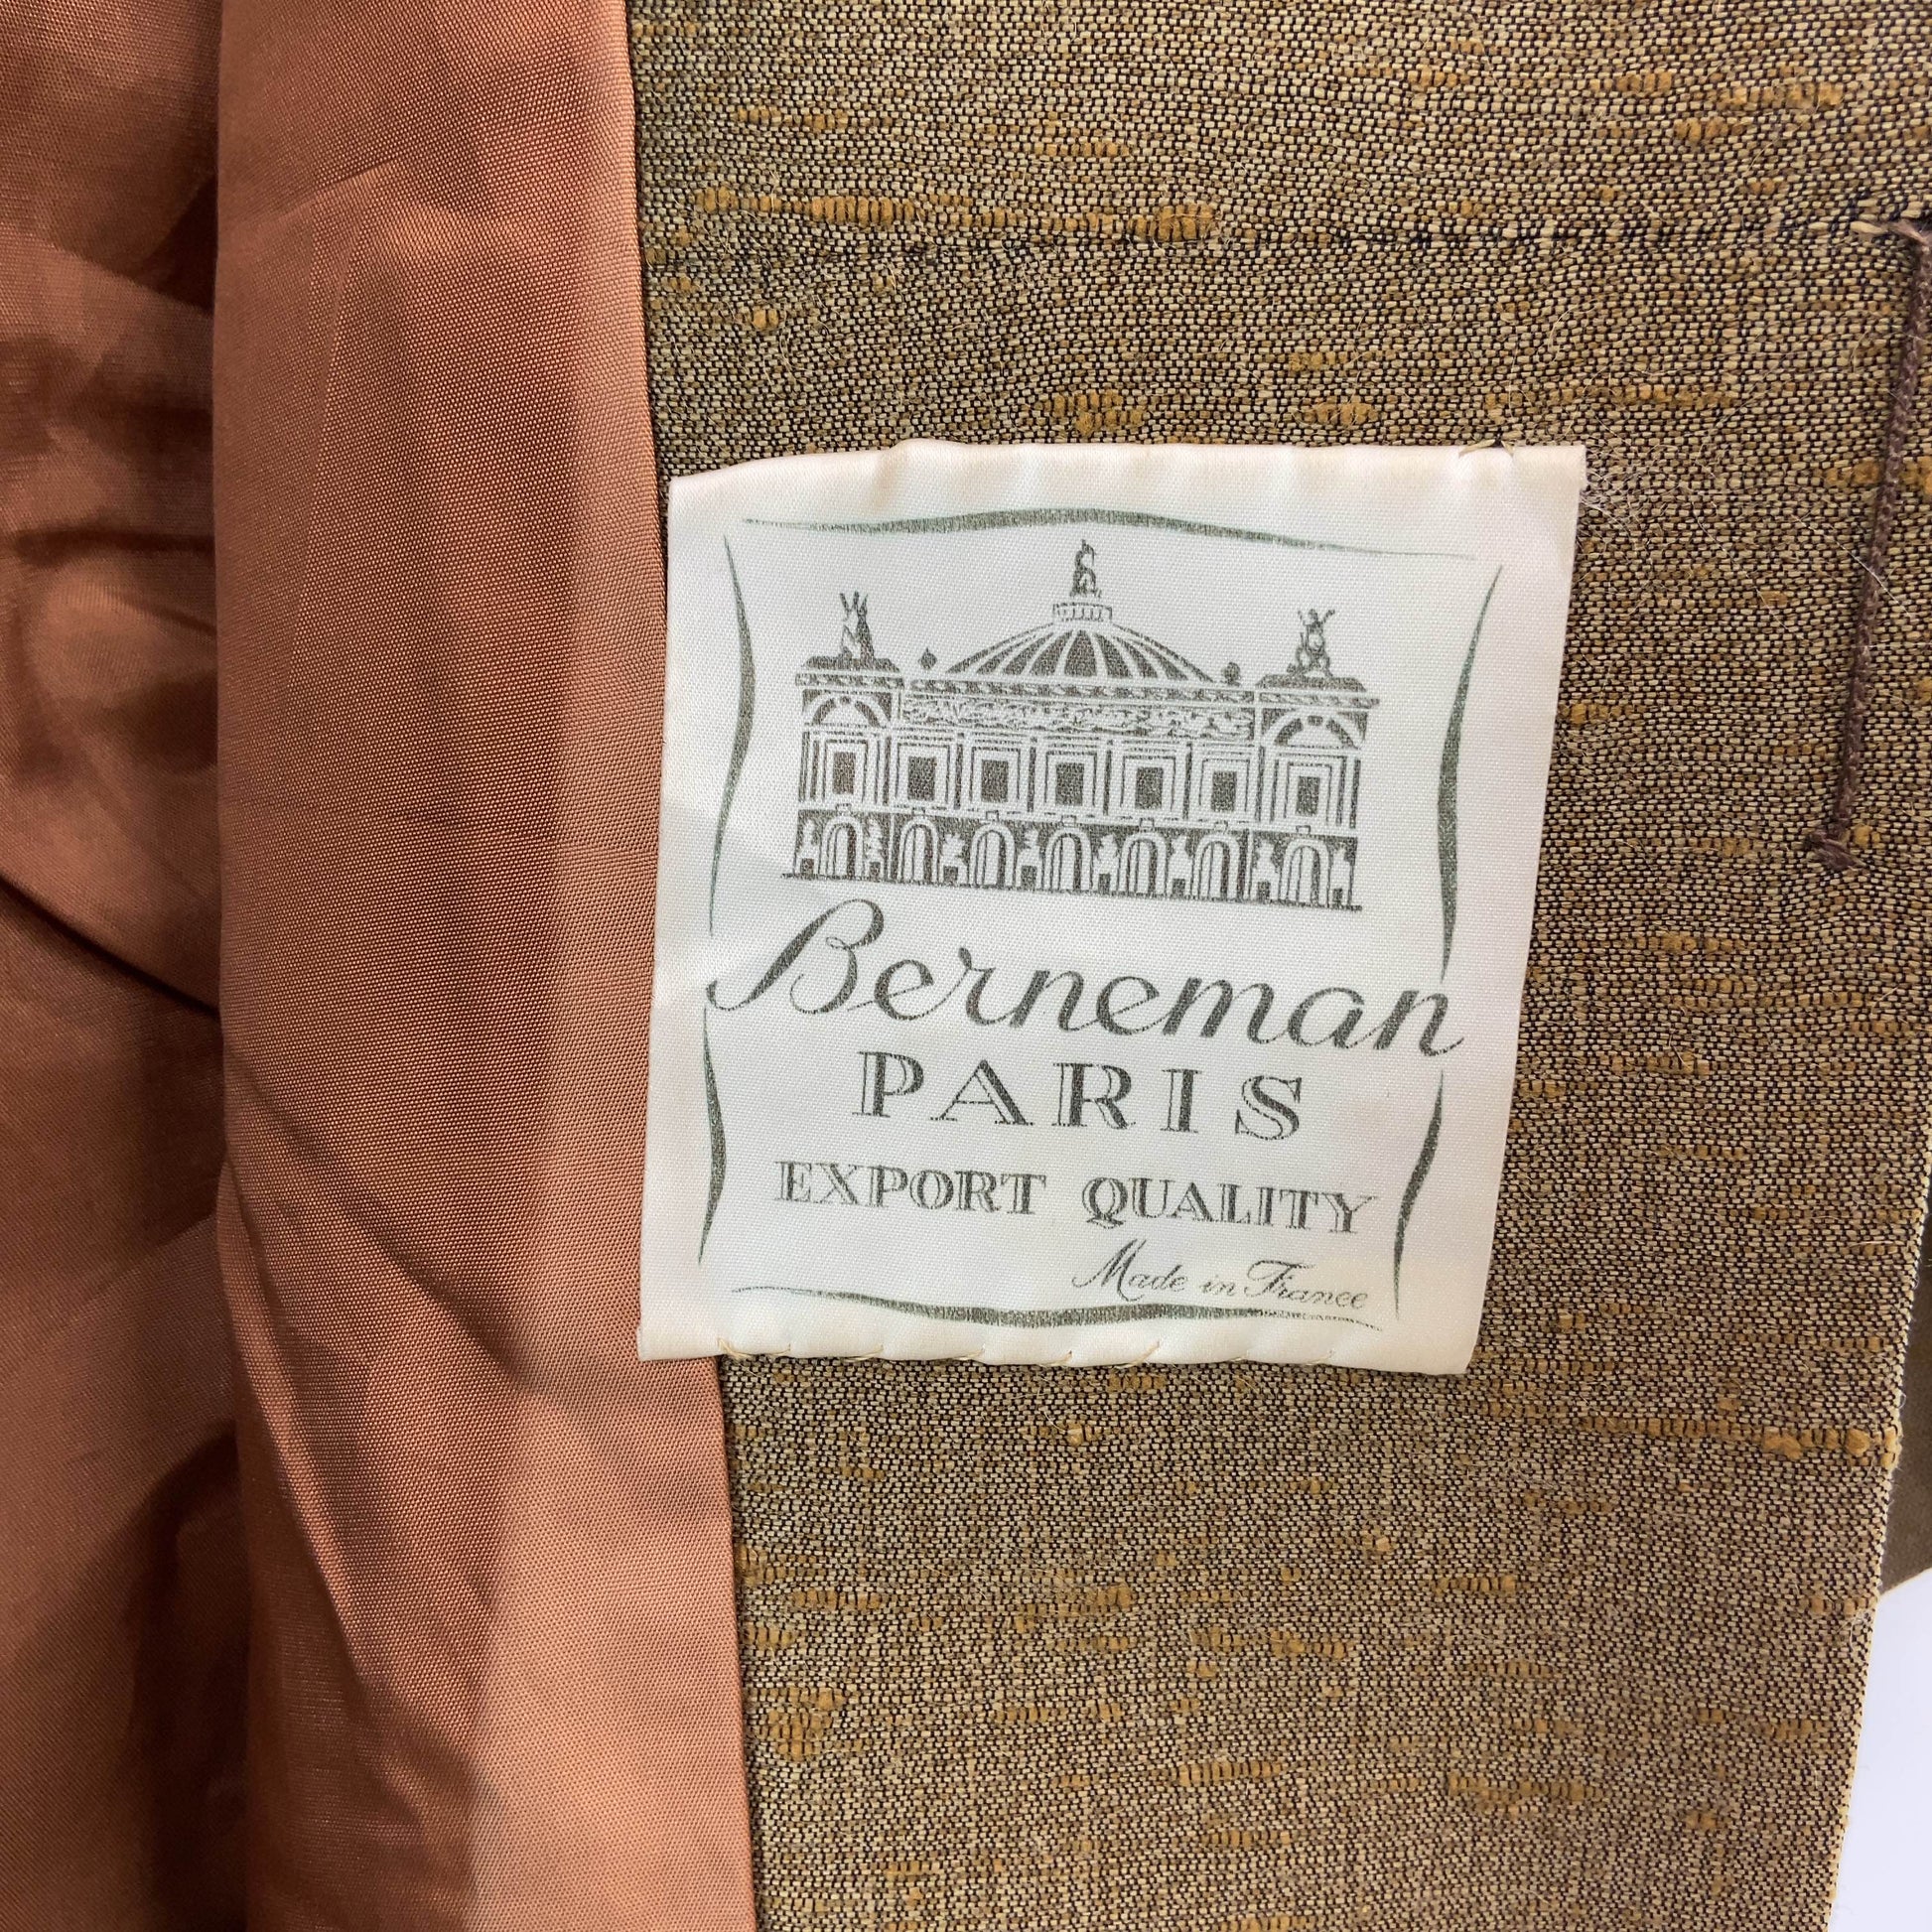 Berneman
PARIS
EXPORT QUALITY
Made in France